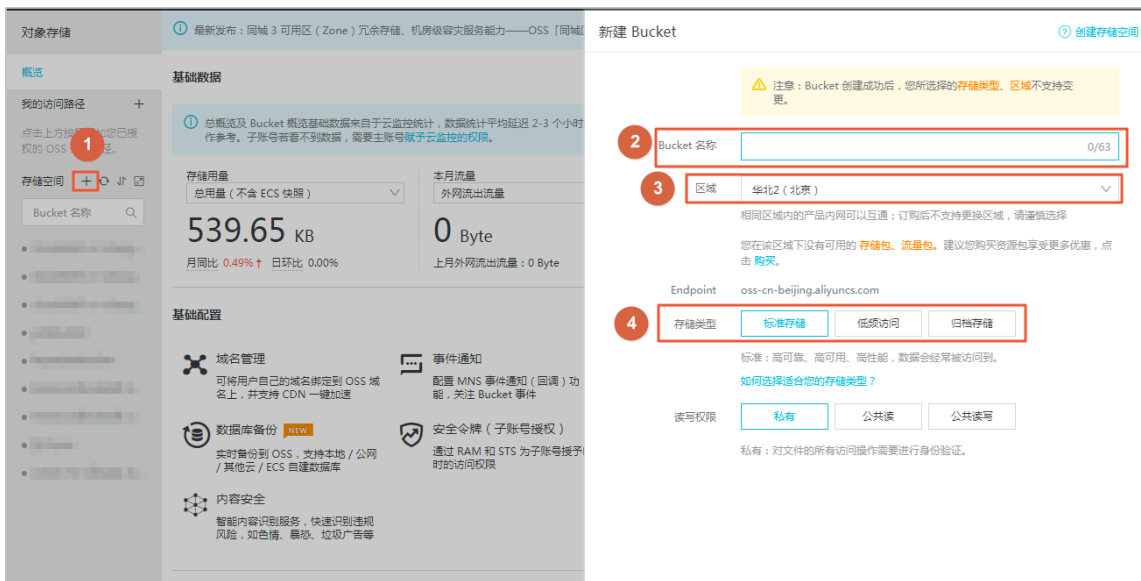 对象存储
概览
我的访问路径 +
点击上方按
加您已授
权的 OSS
径。
1
存储空间 +
Bucket 名称
最新发布：同城 3 可用区（Zone）冗余存储、机房级容灾服务能力——OSS「同城
基础数据
总概览及 Bucket 概览基础数据来自于云监控统计，数据统计平均延迟 2-3 个小时
作参考。子账号若看不到数据，需要主账号赋予云监控的权限。
存储用量
总用量（不含 ECS 快照）
539.65 KB
月同比 0.49%↑ 日环比 0.00%
本月流量
外网流出流量
0 Byte
上月外网流出流量：0 Byte
基础配置
域名管理
可将用户自己的域名绑定到 OSS 域
名上，并支持 CDN 一键加速
事件通知
配置 MNS 事件通知（回调）功
能，关注 Bucket 事件
数据库备份 NEW
实时备份到 OSS，支持本地 / 公网
/ 其他云 / ECS 自建数据库
安全令牌（子账号授权）
通过 RAM 和 STS 为子账号授予
时的访问权限
内容安全
智能内容识别服务，快速识别违规
风险，如色情、暴恐、垃圾广告等
新建 Bucket
创建存储空间
注意：Bucket 创建成功后，您所选择的存储类型、区域不支持变
更。
2 Bucket 名称 0/63
3 区域 华北2（北京）
相同区域内的产品内网可以互通；订购后不支持更换区域，请谨慎选择
您在该区域下没有可用的 存储包、流量包。建议您购买资源包享受更多优惠，点
击 购买。
Endpoint oss-cn-beijing.aliyuncs.com
4 存储类型 标准存储 低频访问 归档存储
标准：高可靠、高可用、高性能，数据会经常被访问到。
如何选择适合您的存储类型？
读写权限 私有 公共读 公共读写
私有：对文件的所有访问操作需要进行身份验证。